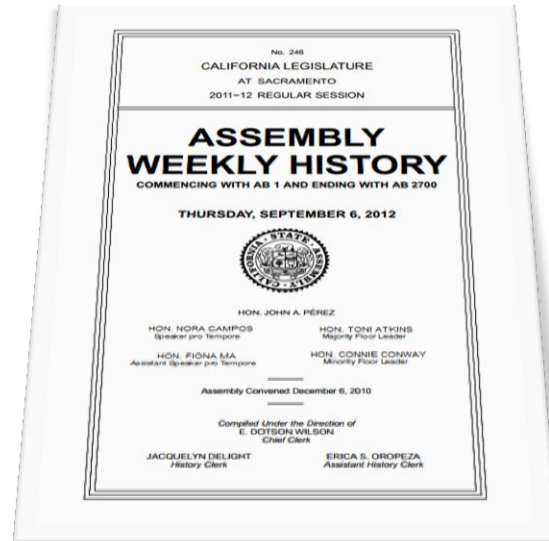 No. 246
CALIFORNIA LEGISLATURE
AT SACRAMENTO
2011–12 REGULAR SESSION
ASSEMBLY
WEEKLY HISTORY
COMMENCING WITH AB 1 AND ENDING WITH AB 2700
THURSDAY, SEPTEMBER 6, 2012
CALIFORNIA STATE ASSEMBLY
HON. JOHN A. PÉREZ
HON. NORA CAMPOS HON. TONI ATKINS
Speaker pro Tempore Majority Floor Leader
HON. FIONA MA HON. CONNIE CONWAY
Assistant Speaker pro Tempore Minority Floor Leader
Assembly Convened December 6, 2010
Compiled Under the Direction of
E. DOTSON WILSON
Chief Clerk
JACQUELYN DELIGHT ERICA S. OROPEZA
History Clerk Assistant History Clerk